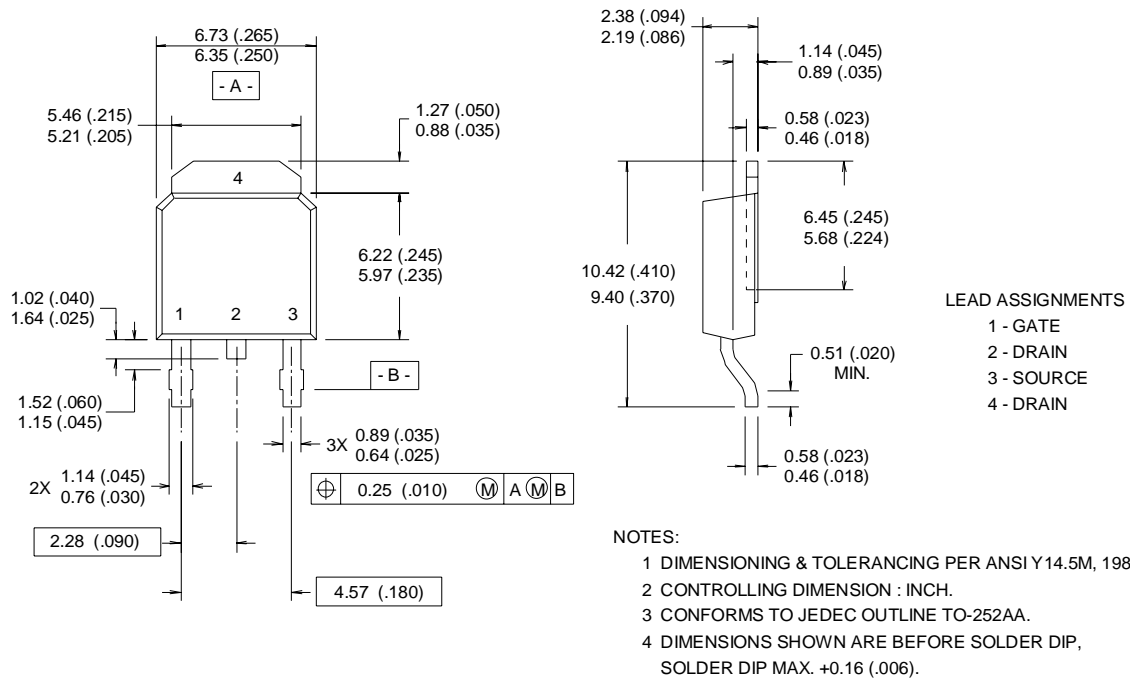 6.73 (.265)
6.35 (.250)
- A -
5.46 (.215)
5.21 (.205)
1.27 (.050)
0.88 (.035)
4
6.22 (.245)
5.97 (.235)
1.02 (.040)
1.64 (.025)
1 2 3
- B -
1.52 (.060)
1.15 (.045)
3X 0.89 (.035)
0.64 (.025)
2X 1.14 (.045)
0.76 (.030)
⌖ 0.25 (.010) Ⓜ A Ⓜ B
2.28 (.090)
4.57 (.180)
2.38 (.094)
2.19 (.086)
1.14 (.045)
0.89 (.035)
0.58 (.023)
0.46 (.018)
6.45 (.245)
5.68 (.224)
10.42 (.410)
9.40 (.370)
0.51 (.020)
MIN.
0.58 (.023)
0.46 (.018)
LEAD ASSIGNMENTS
1 - GATE
2 - DRAIN
3 - SOURCE
4 - DRAIN
NOTES:
1 DIMENSIONING & TOLERANCING PER ANSI Y14.5M, 198
2 CONTROLLING DIMENSION : INCH.
3 CONFORMS TO JEDEC OUTLINE TO-252AA.
4 DIMENSIONS SHOWN ARE BEFORE SOLDER DIP,
SOLDER DIP MAX. +0.16 (.006).